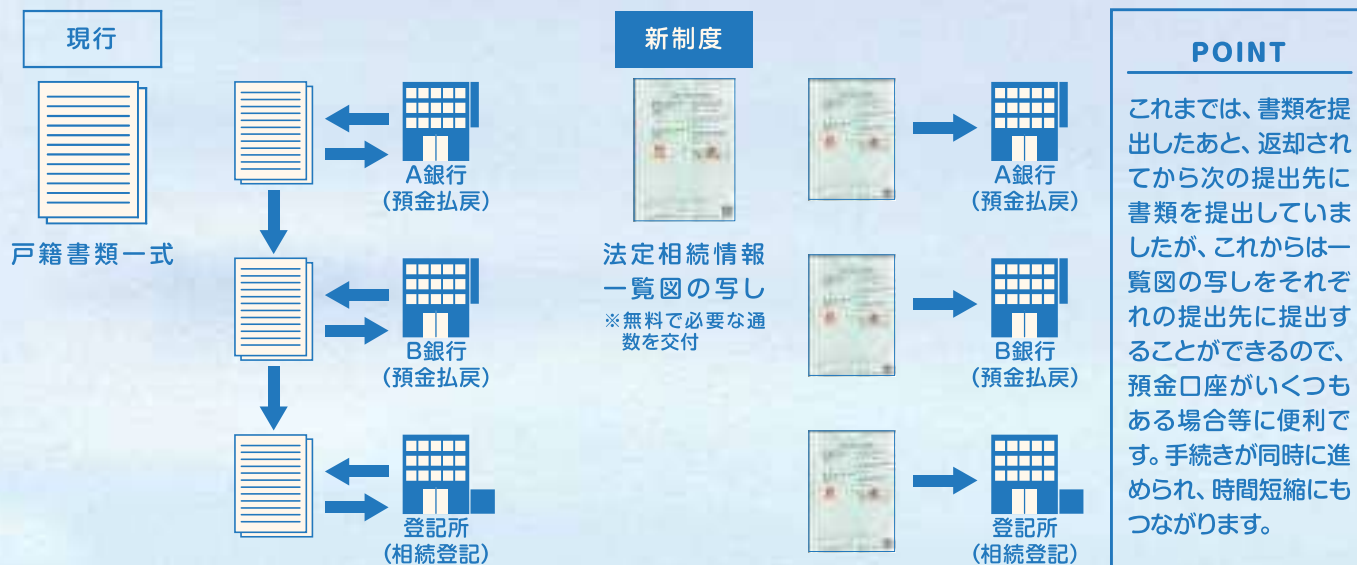 現行
戸籍書類一式
A銀行
(預金払戻)
B銀行
(預金払戻)
登記所
(相続登記)
新制度
法定相続情報
一覧図の写し
※無料で必要な通
数を交付
A銀行
(預金払戻)
B銀行
(預金払戻)
登記所
(相続登記)
POINT
これまでは、書類を提
出したあと、返却され
てから次の提出先に
書類を提出していま
したが、これからは一
覧図の写しをそれぞ
れの提出先に提出す
ることができるので、
預金口座がいくつも
ある場合等に便利で
す。手続きが同時に進
められ、時間短縮にも
つながります。